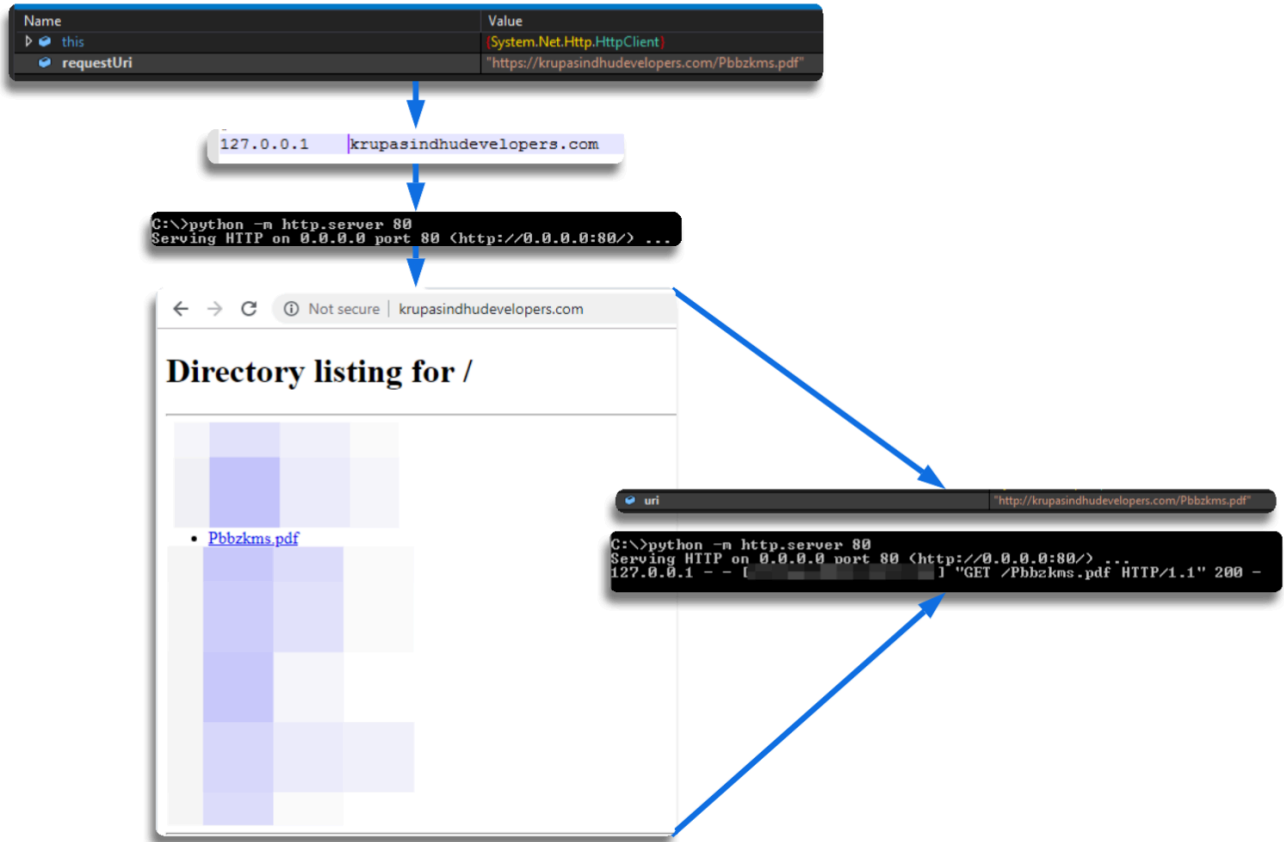 Name Value
this {System.Net.Http.HttpClient}
requestUri "https://krupasindhudevelopers.com/Pbbzkms.pdf"
127.0.0.1 krupasindhudevelopers.com
C:\>python -m http.server 80
Serving HTTP on 0.0.0.0 port 80 (http://0.0.0.0:80/) ...
Not secure | krupasindhudevelopers.com
Directory listing for /
• Pbbzkms.pdf
uri "http://krupasindhudevelopers.com/Pbbzkms.pdf"
C:\>python -m http.server 80
Serving HTTP on 0.0.0.0 port 80 (http://0.0.0.0:80/) ...
127.0.0.1 - - [ ] "GET /Pbbzkms.pdf HTTP/1.1" 200 -